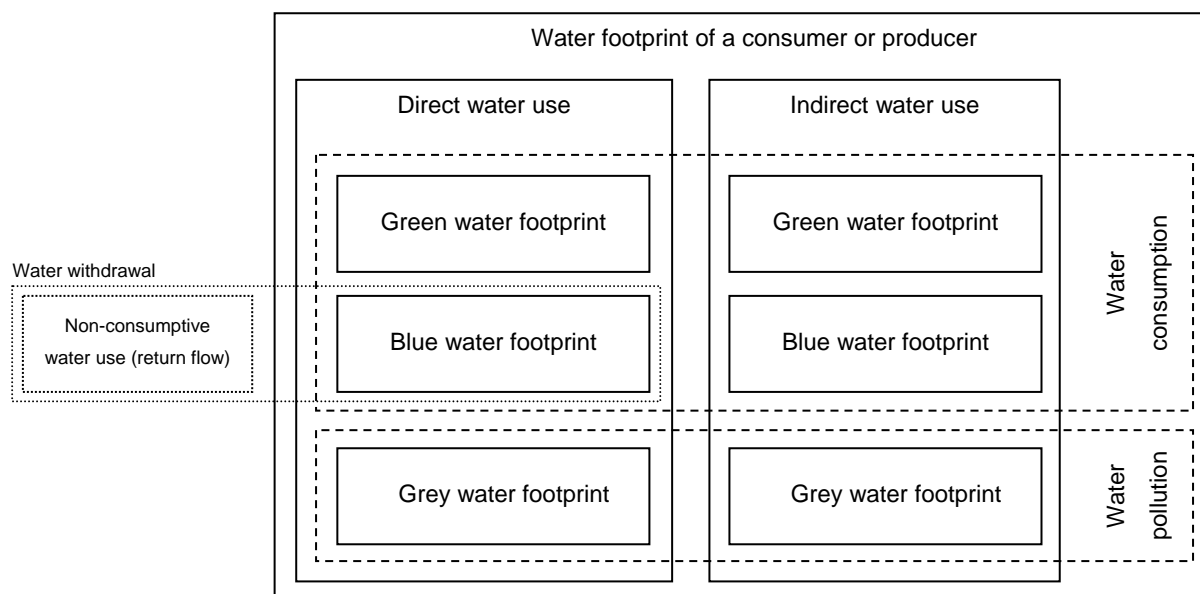 Water footprint of a consumer or producer
Direct water use
Indirect water use
Green water footprint
Green water footprint
Water
consumption
Water withdrawal
Non-consumptive
water use (return flow)
Blue water footprint
Blue water footprint
Grey water footprint
Grey water footprint
Water
pollution